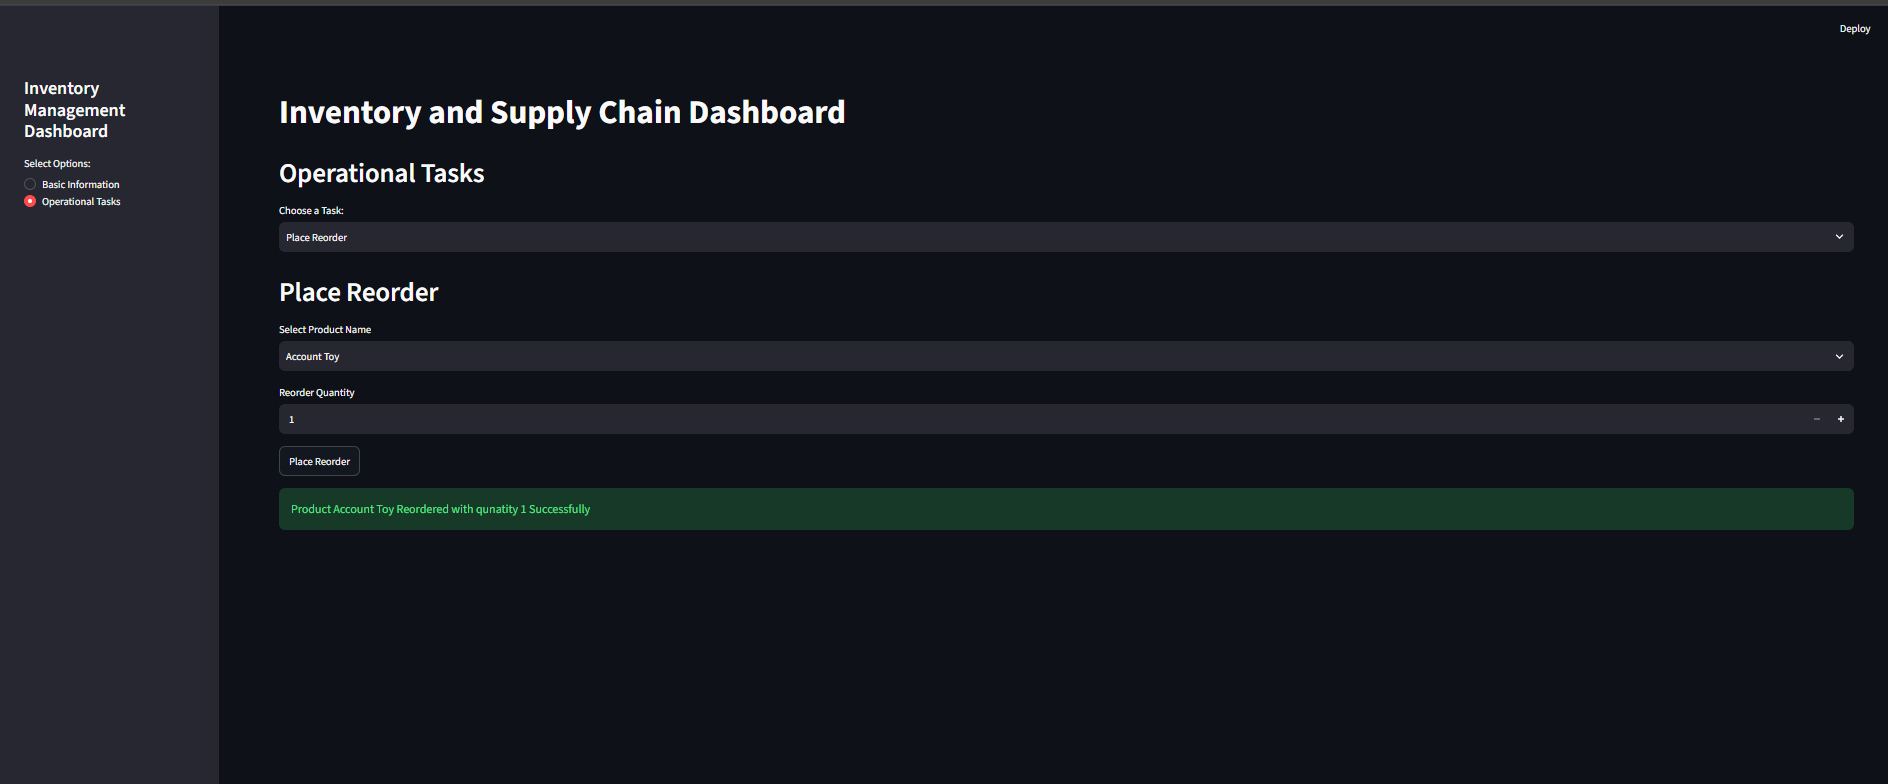 Deploy
Inventory
Management
Dashboard
Select Options:
Basic Information
Operational Tasks
Inventory and Supply Chain Dashboard
Operational Tasks
Choose a Task:
Place Reorder
Place Reorder
Select Product Name
Account Toy
Reorder Quantity
1
Place Reorder
Product Account Toy Reordered with qunatity 1 Successfully